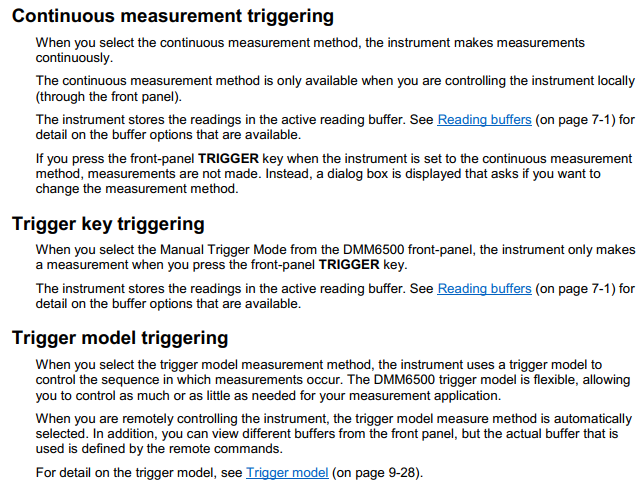 Continuous measurement triggering
When you select the continuous measurement method, the instrument makes measurements
continuously.
The continuous measurement method is only available when you are controlling the instrument locally
(through the front panel).
The instrument stores the readings in the active reading buffer. See Reading buffers (on page 7-1) for
detail on the buffer options that are available.
If you press the front-panel TRIGGER key when the instrument is set to the continuous measurement
method, measurements are not made. Instead, a dialog box is displayed that asks if you want to
change the measurement method.
Trigger key triggering
When you select the Manual Trigger Mode from the DMM6500 front-panel, the instrument only makes
a measurement when you press the front-panel TRIGGER key.
The instrument stores the readings in the active reading buffer. See Reading buffers (on page 7-1) for
detail on the buffer options that are available.
Trigger model triggering
When you select the trigger model measurement method, the instrument uses a trigger model to
control the sequence in which measurements occur. The DMM6500 trigger model is flexible, allowing
you to control as much or as little as needed for your measurement application.
When you are remotely controlling the instrument, the trigger model measure method is automatically
selected. In addition, you can view different buffers from the front panel, but the actual buffer that is
used is defined by the remote commands.
For detail on the trigger model, see Trigger model (on page 9-28).